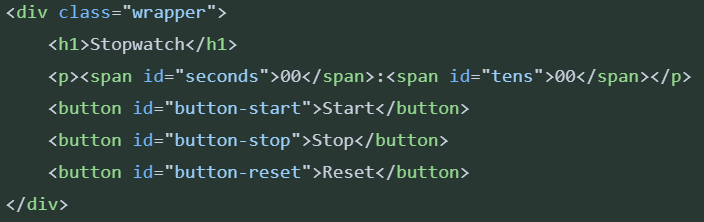 <div class="wrapper">
    <h1>Stopwatch</h1>
    <p><span id="seconds">00</span>:<span id="tens">00</span></p>
    <button id="button-start">Start</button>
    <button id="button-stop">Stop</button>
    <button id="button-reset">Reset</button>
</div>